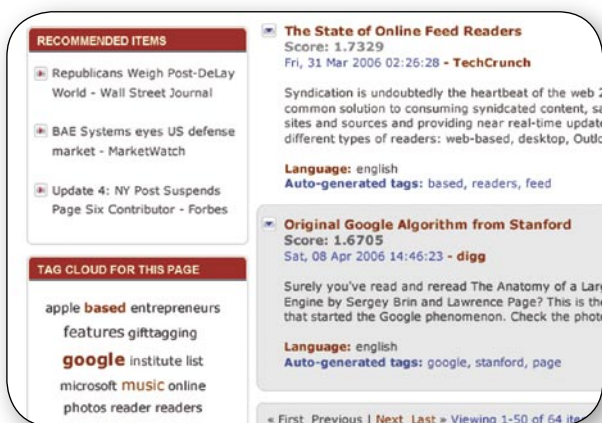 RECOMMENDED ITEMS
Republicans Weigh Post-DeLay
World - Wall Street Journal
BAE Systems eyes US defense
market - MarketWatch
Update 4: NY Post Suspends
Page Six Contributor - Forbes
TAG CLOUD FOR THIS PAGE
apple based entrepreneurs
features gifttagging
google institute list
microsoft music online
photos reader readers
The State of Online Feed Readers
Score: 1.7329
Fri, 31 Mar 2006 02:26:28 - TechCrunch
Syndication is undoubtedly the heartbeat of the web
common solution to consuming synidcated content,
sites and sources and providing near real-time
different types of readers: web-based, desktop,
Language: english
Auto-generated tags: based, readers, feed
Original Google Algorithm from Stanford
Score: 1.6705
Sat, 08 Apr 2006 14:46:23 - digg
Surely you've read and reread The Anatomy of a
Engine by Sergey Brin and Lawrence Page? This is
that started the Google phenomenon. Check the
Language: english
Auto-generated tags: google, stanford, page
« First Previous | Next Last » Viewing 1-50 of 64